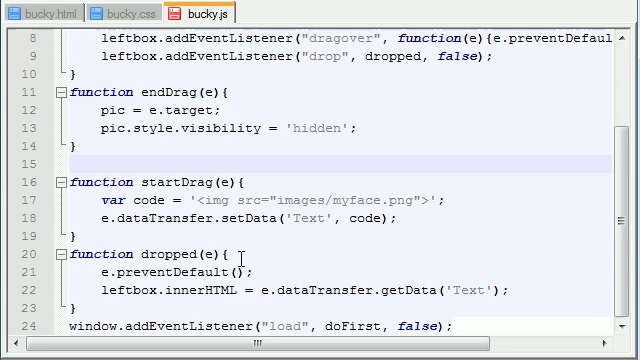 bucky.html bucky.css bucky.js
8 leftbox.addEventListener("dragover", function(e){e.preventDefaul
9 leftbox.addEventListener("drop", dropped, false);
10 }
11 function endDrag(e){
12 pic = e.target;
13 pic.style.visibility = 'hidden';
14 }
15
16 function startDrag(e){
17 var code = '<img src="images/myface.png">';
18 e.dataTransfer.setData('Text', code);
19 }
20 function dropped(e){
21 e.preventDefault();
22 leftbox.innerHTML = e.dataTransfer.getData('Text');
23 }
24 window.addEventListener("load", doFirst, false);